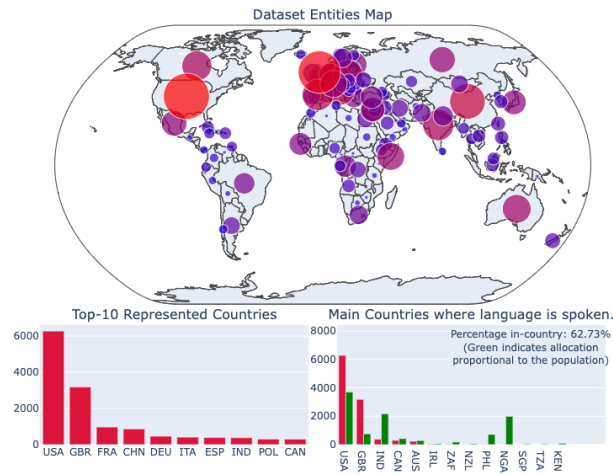 Dataset Entities Map
Top-10 Represented Countries
6000
4000
2000
0
USA GBR FRA CHN DEU ITA ESP IND POL CAN
Main Countries where language is spoken.
Percentage in-country: 62.73%
(Green indicates allocation
proportional to the population)
8000
6000
4000
2000
0
USA GBR IND CAN AUS IRL ZAF NZL PHL NGA SGP TZA KEN